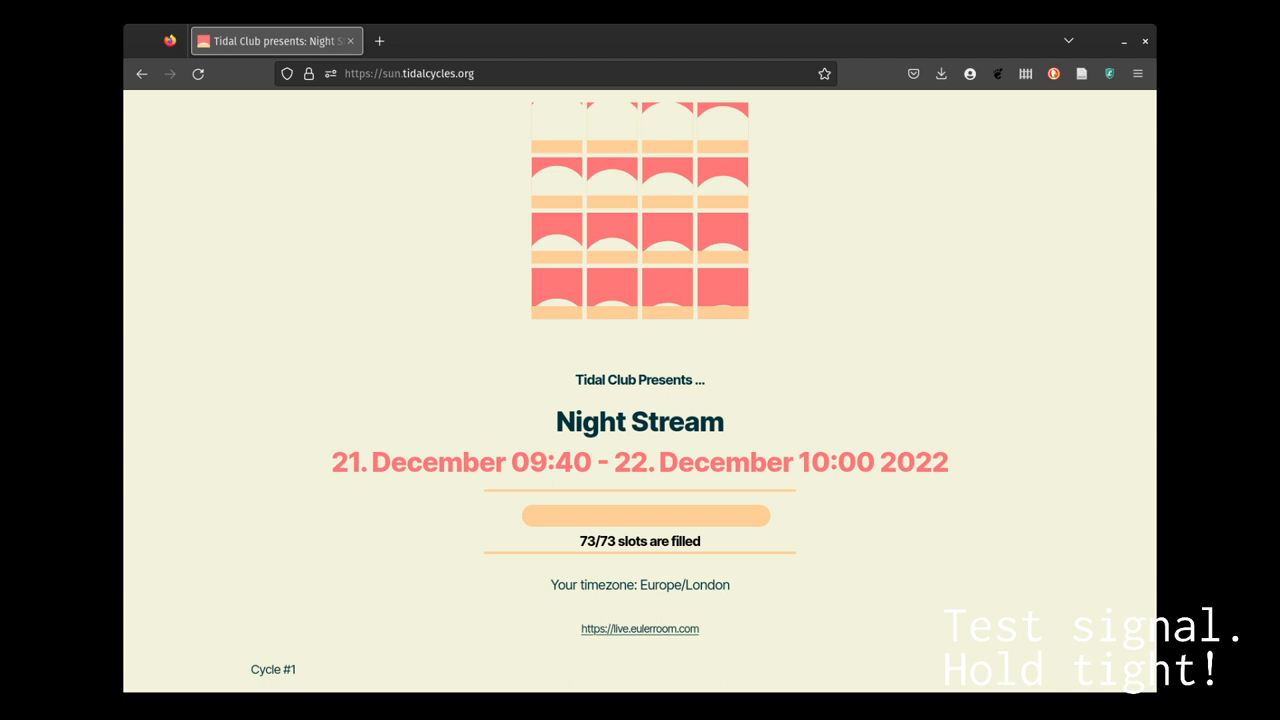 Tidal Club presents: Night S
https://sun.tidalcycles.org
Tidal Club Presents ...
Night Stream
21. December 09:40 - 22. December 10:00 2022
73/73 slots are filled
Your timezone: Europe/London
https://live.eulerroom.com
Cycle #1
Test signal.
Hold tight!